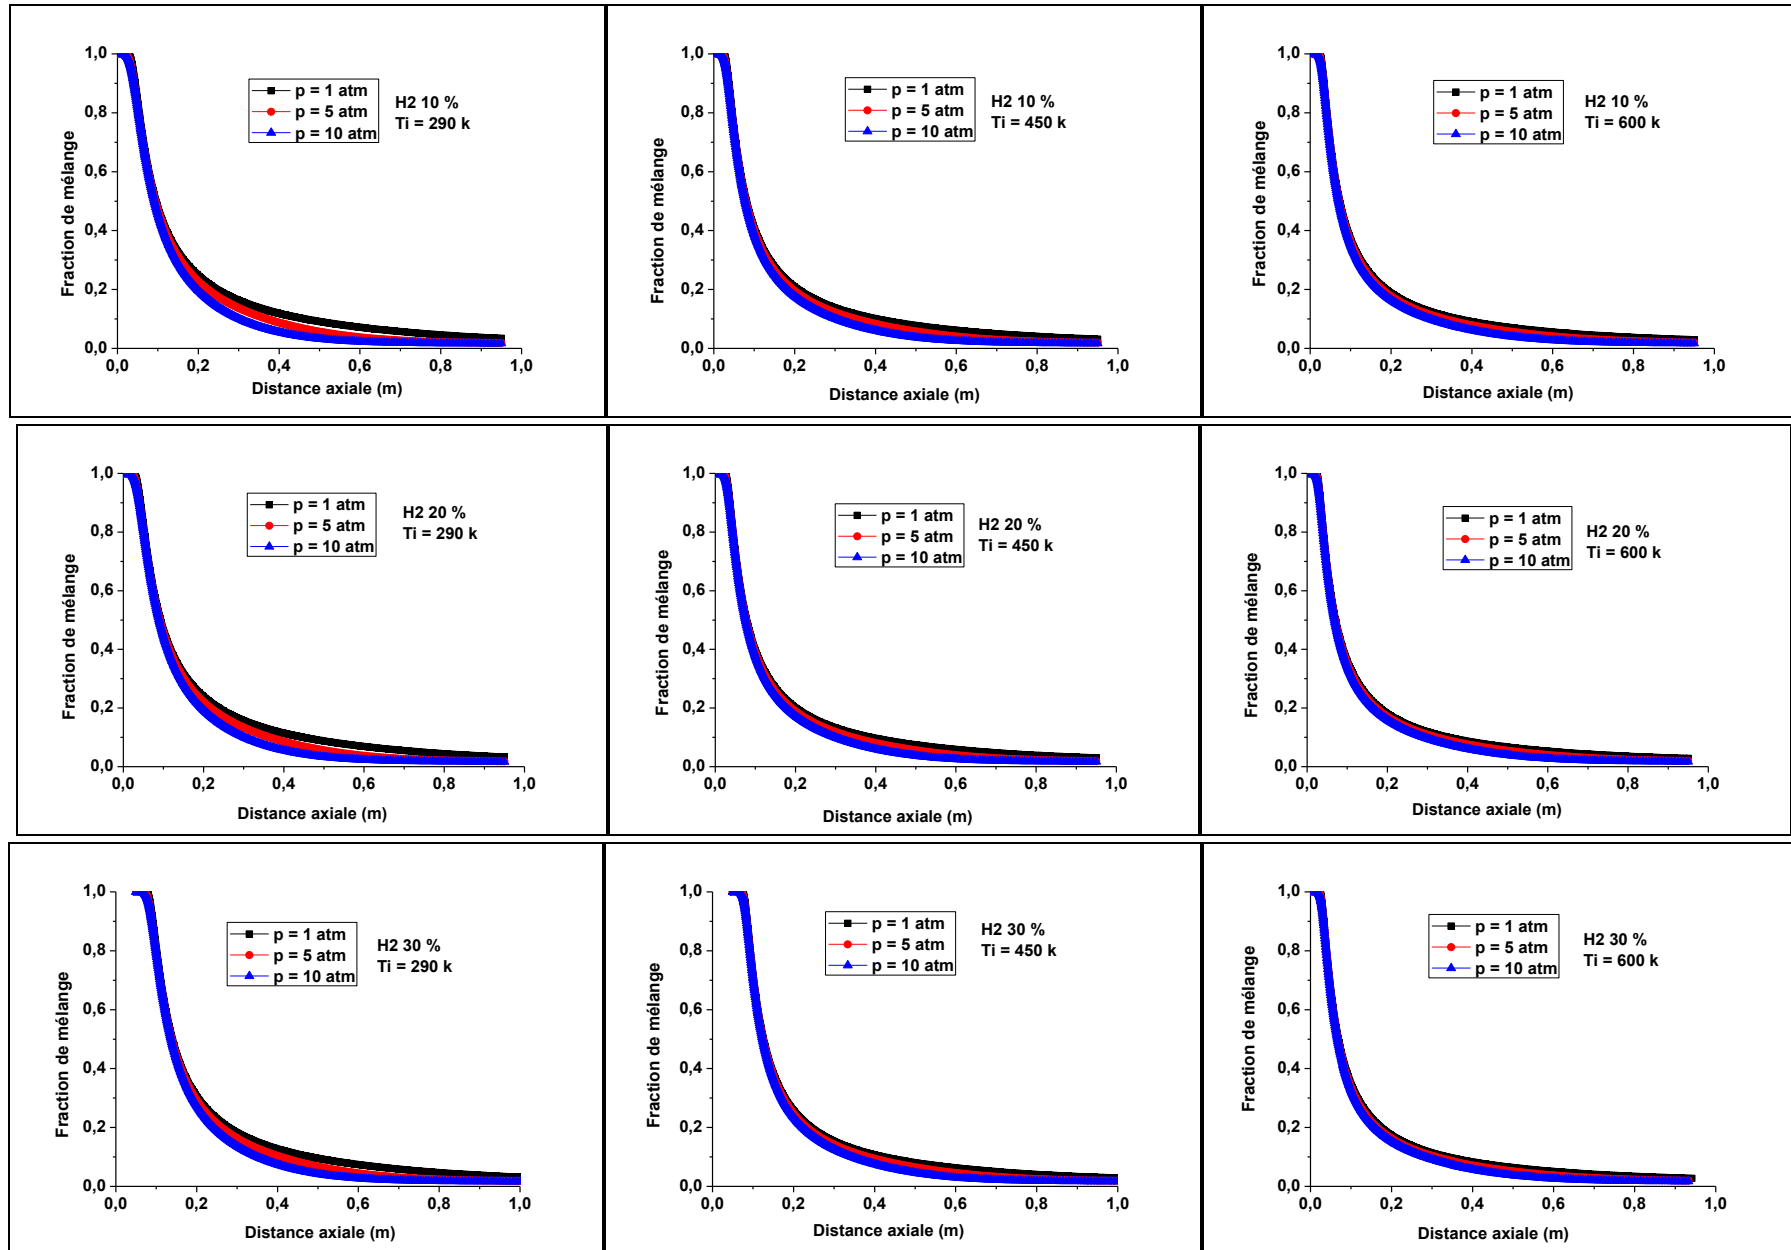 1,0
0,8
0,6
0,4
0,2
0,0
Fraction de mélange
p = 1 atm
p = 5 atm
p = 10 atm
H2 10 %
Ti = 290 k
0,0 0,2 0,4 0,6 0,8 1,0
Distance axiale (m)
1,0
0,8
0,6
0,4
0,2
0,0
Fraction de mélange
p = 1 atm
p = 5 atm
p = 10 atm
H2 10 %
Ti = 450 k
0,0 0,2 0,4 0,6 0,8 1,0
Distance axiale (m)
1,0
0,8
0,6
0,4
0,2
0,0
Fraction de mélange
p = 1 atm
p = 5 atm
p = 10 atm
H2 10 %
Ti = 600 k
0,0 0,2 0,4 0,6 0,8 1,0
Distance axiale (m)
1,0
0,8
0,6
0,4
0,2
0,0
Fraction de mélange
p = 1 atm
p = 5 atm
p = 10 atm
H2 20 %
Ti = 290 k
0,0 0,2 0,4 0,6 0,8 1,0
Distance axiale (m)
1,0
0,8
0,6
0,4
0,2
0,0
Fraction de mélange
p = 1 atm
p = 5 atm
p = 10 atm
H2 20 %
Ti = 450 k
0,0 0,2 0,4 0,6 0,8 1,0
Distance axiale (m)
1,0
0,8
0,6
0,4
0,2
0,0
Fraction de mélange
p = 1 atm
p = 5 atm
p = 10 atm
H2 20 %
Ti = 600 k
0,0 0,2 0,4 0,6 0,8 1,0
Distance axiale (m)
1,0
0,8
0,6
0,4
0,2
0,0
Fraction de mélange
p = 1 atm
p = 5 atm
p = 10 atm
H2 30 %
Ti = 290 k
0,0 0,2 0,4 0,6 0,8 1,0
Distance axiale (m)
1,0
0,8
0,6
0,4
0,2
0,0
Fraction de mélange
p = 1 atm
p = 5 atm
p = 10 atm
H2 30 %
Ti = 450 k
0,0 0,2 0,4 0,6 0,8 1,0
Distance axiale (m)
1,0
0,8
0,6
0,4
0,2
0,0
Fraction de mélange
p = 1 atm
p = 5 atm
p = 10 atm
H2 30 %
Ti = 600 k
0,0 0,2 0,4 0,6 0,8 1,0
Distance axiale (m)